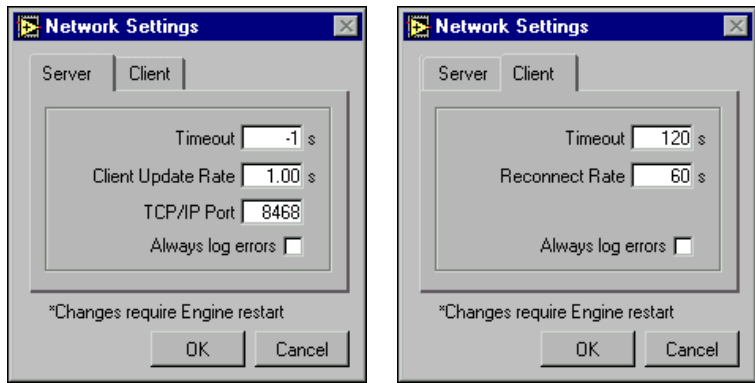 Network Settings
Server
Client
Timeout -1 s
Client Update Rate 1.00 s
TCP/IP Port 8468
Always log errors
*Changes require Engine restart
OK
Cancel
Network Settings
Server
Client
Timeout 120 s
Reconnect Rate 60 s
Always log errors
*Changes require Engine restart
OK
Cancel